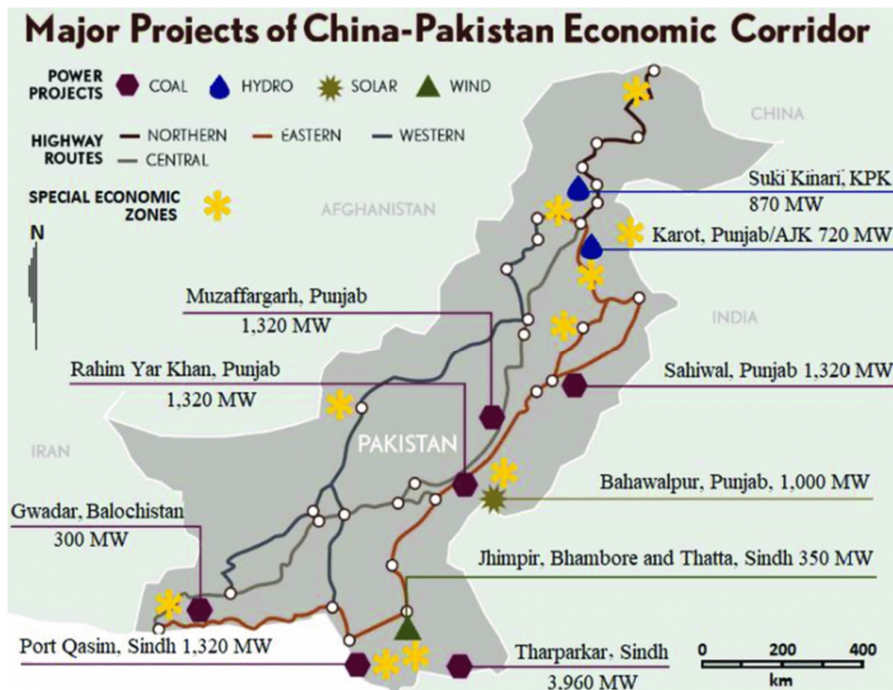 Major Projects of China-Pakistan Economic Corridor
POWER
PROJECTS
COAL
HYDRO
SOLAR
WIND
HIGHWAY
ROUTES
NORTHERN
EASTERN
WESTERN
CENTRAL
SPECIAL ECONOMIC
ZONES
N
CHINA
AFGHANISTAN
Suki Kinari, KPK
870 MW
Karot, Punjab/AJK 720 MW
Muzaffargarh, Punjab
1,320 MW
INDIA
Rahim Yar Khan, Punjab
1,320 MW
Sahiwal, Punjab 1,320 MW
IRAN
PAKISTAN
Bahawalpur, Punjab, 1,000 MW
Gwadar, Balochistan
300 MW
Jhimpir, Bhambore and Thatta, Sindh 350 MW
Port Qasim, Sindh 1,320 MW
Tharparkar, Sindh
3,960 MW
0 200 400
km